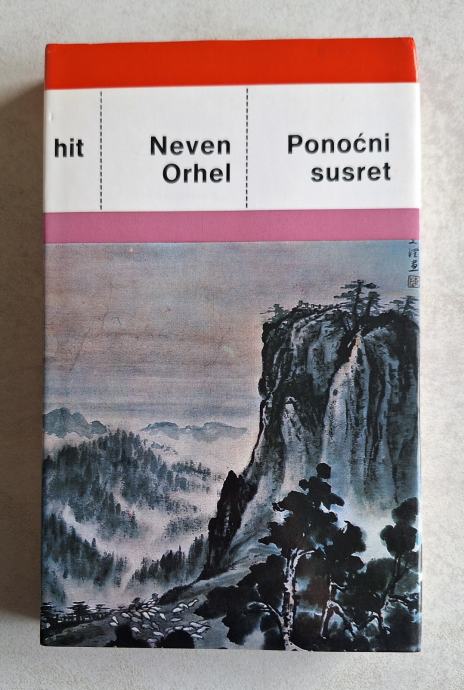 hit
Neven
Orhel
Ponoćni
susret